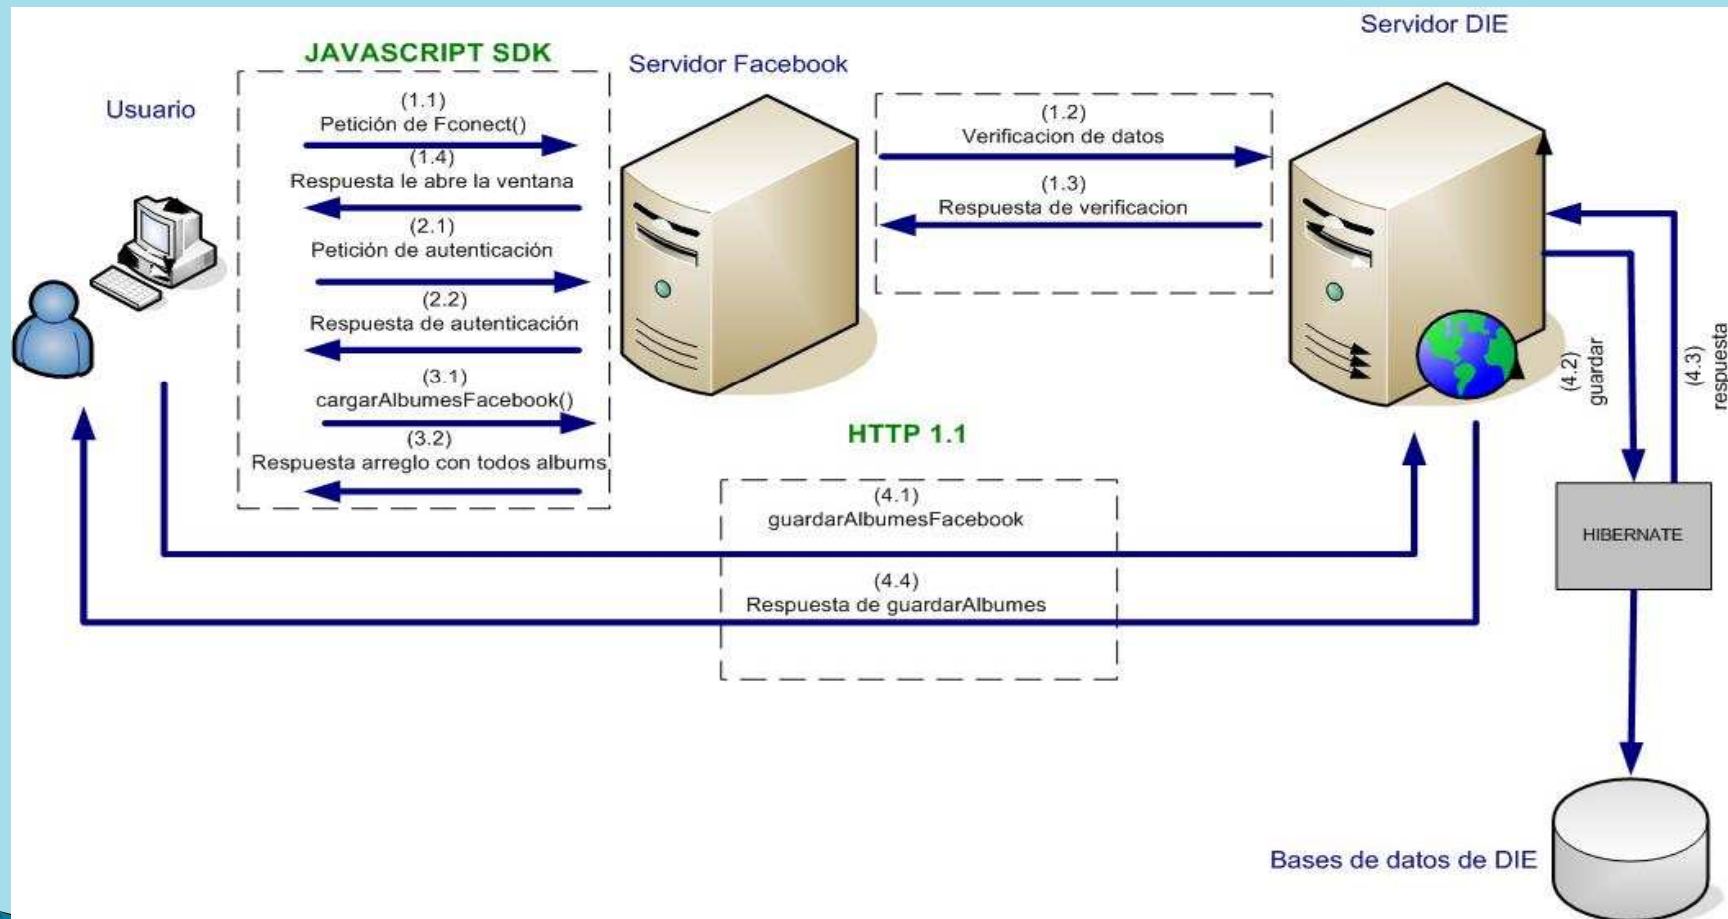 Servidor DIE
JAVASCRIPT SDK
Servidor Facebook
Usuario
(1.1)
Petición de Fconect()
(1.4)
Respuesta le abre la ventana
(2.1)
Petición de autenticación
(2.2)
Respuesta de autenticación
(3.1)
cargarAlbumesFacebook()
(3.2)
Respuesta arreglo con todos albums
(1.2)
Verificacion de datos
(1.3)
Respuesta de verificacion
(4.2)
guardar
(4.3)
respuesta
HTTP 1.1
(4.1)
guardarAlbumesFacebook
(4.4)
Respuesta de guardarAlbumes
HIBERNATE
Bases de datos de DIE